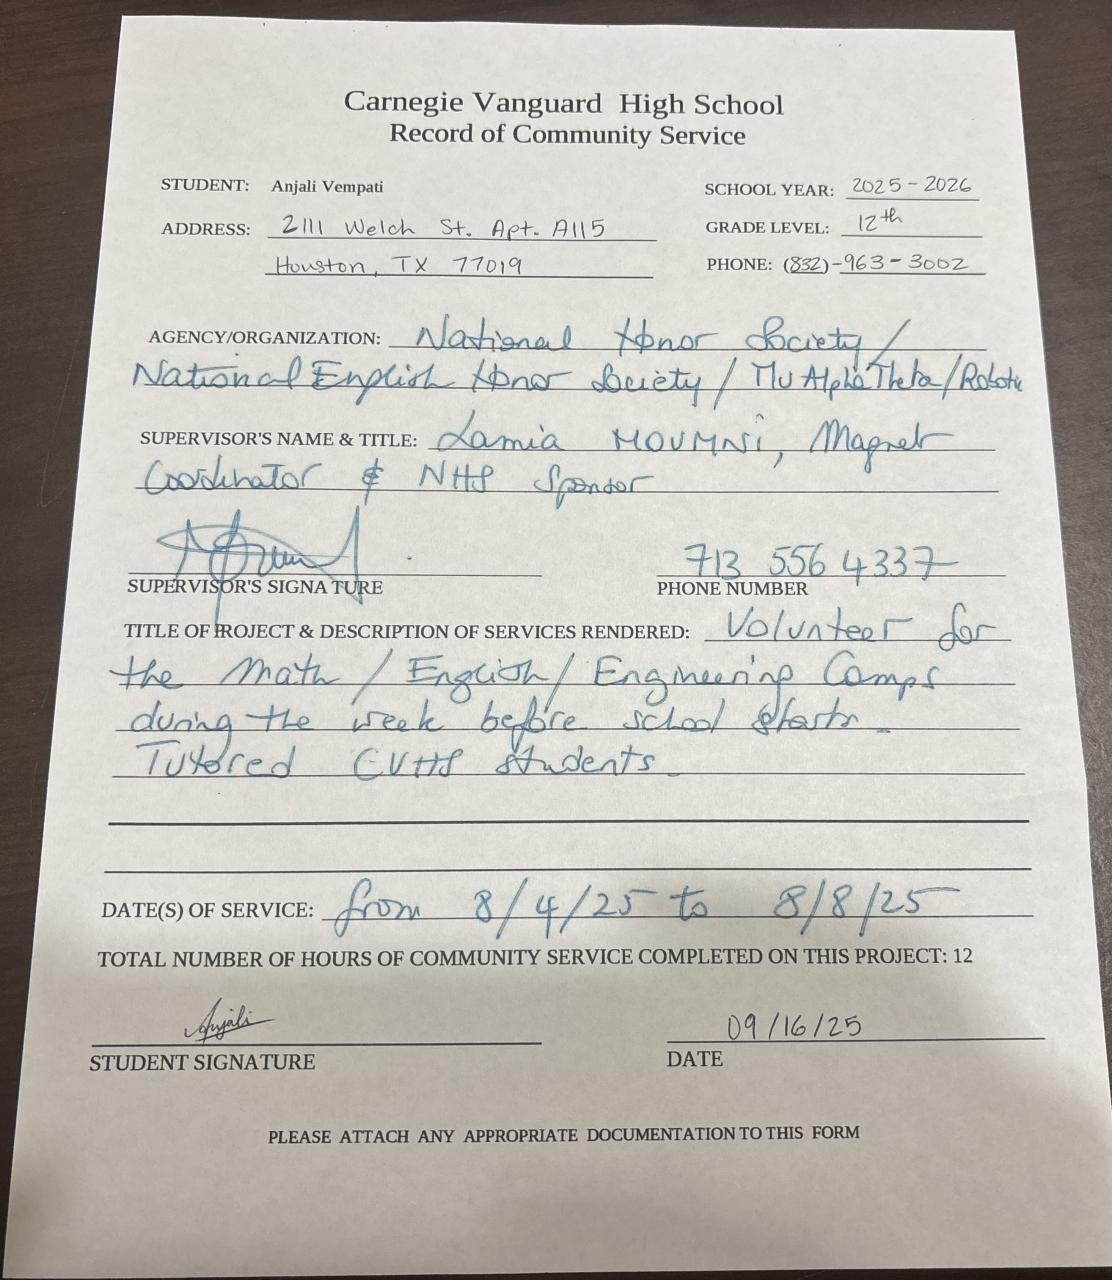 Carnegie Vanguard High School
Record of Community Service
STUDENT: Anjali Vempati
SCHOOL YEAR: 2025-2026
ADDRESS: 2111 Welch St. Apt. A115
GRADE LEVEL: 12th
Houston, TX 77019
PHONE: (832)-963-3002
AGENCY/ORGANIZATION: National Honor Society/
National English Honor Society / Mu Alpha Theta/
SUPERVISOR'S NAME & TITLE: Lamia MOUMNi, Magnet
Coordinator & NHS Sponsor
713 556 4337
SUPERVISOR'S SIGNATURE
PHONE NUMBER
TITLE OF PROJECT & DESCRIPTION OF SERVICES RENDERED: Volunteer for
the Math / English / Engineering Camps
during the week before school starts.
Tutored CVHS students.
DATE(S) OF SERVICE: from 8/4/25 to 8/8/25
TOTAL NUMBER OF HOURS OF COMMUNITY SERVICE COMPLETED ON THIS PROJECT: 12
Anjali
09/16/25
STUDENT SIGNATURE
DATE
PLEASE ATTACH ANY APPROPRIATE DOCUMENTATION TO THIS FORM